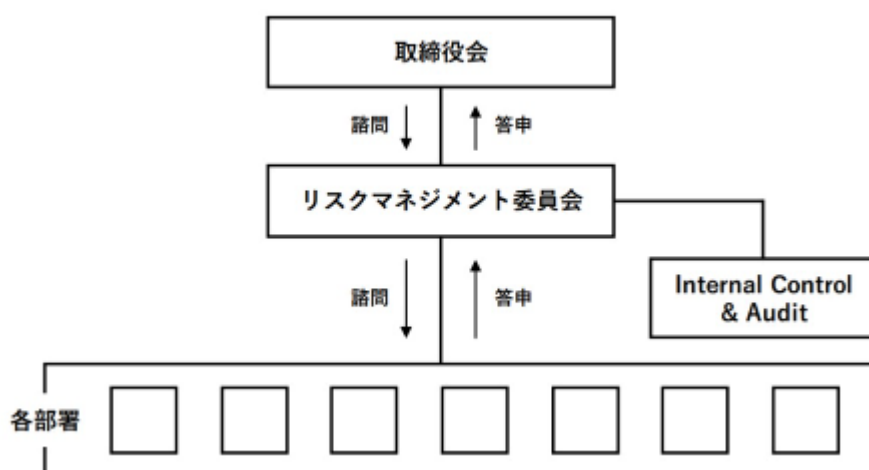 取締役会
諮問
答申
リスクマネジメント委員会
Internal Control
& Audit
諮問
答申
各部署